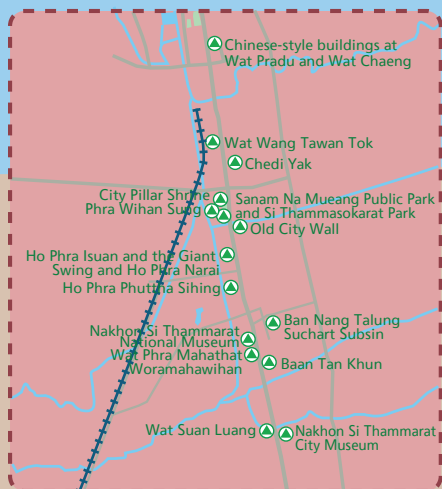 Chinese-style buildings at
Wat Pradu and Wat Chaeng
Wat Wang Tawan Tok
Chedi Yak
City Pillar Shrine
Phra Wihan Sung
Sanam Na Mueang Public Park
and Si Thammasokarat Park
Old City Wall
Ho Phra Isuan and the Giant
Swing and Ho Phra Narai
Ho Phra Phuttha Sihing
Ban Nang Talung
Suchart Subsin
Nakhon Si Thammarat
National Museum
Wat Phra Mahathat
Woramahawihan
Baan Tan Khun
Wat Suan Luang
Nakhon Si Thammarat
City Museum